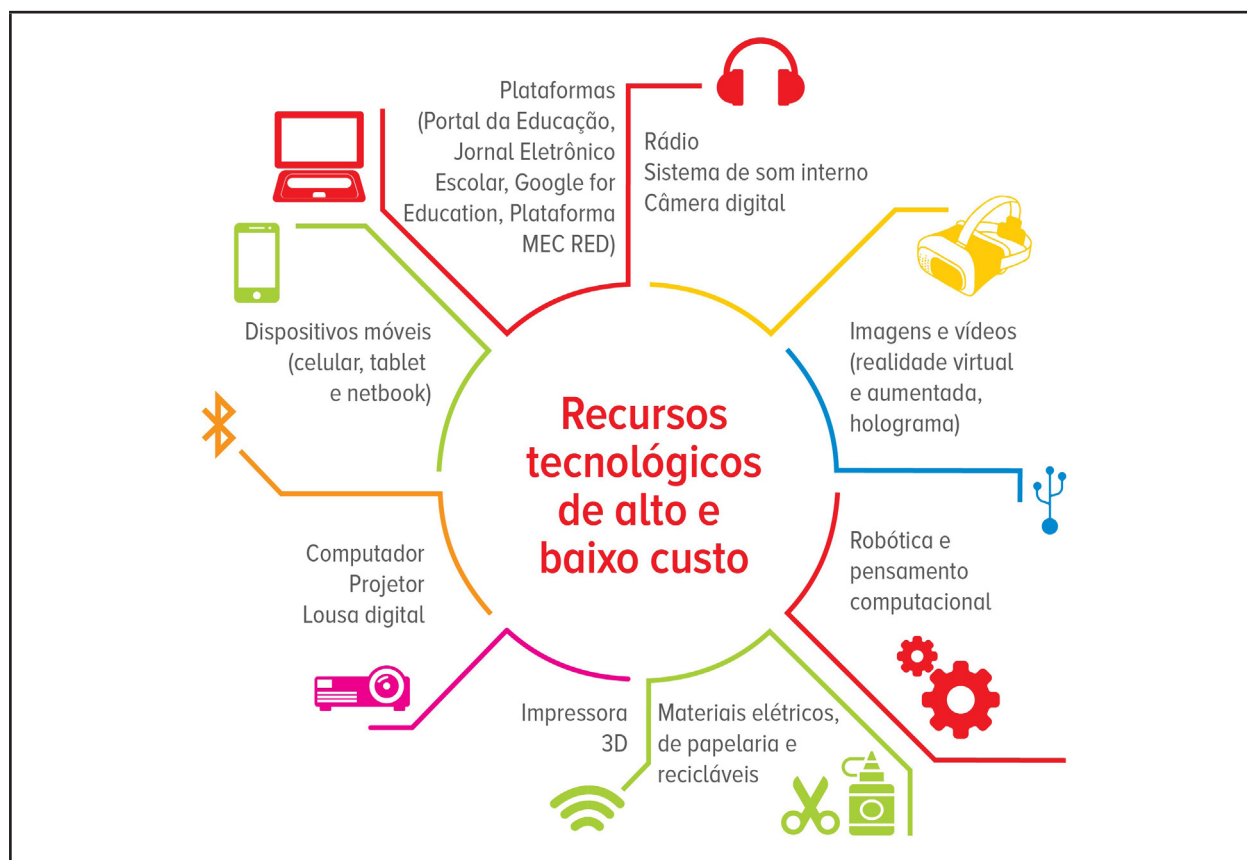 Plataformas
(Portal da Educação,
Jornal Eletrônico
Escolar, Google for
Education, Plataforma
MEC RED)
Rádio
Sistema de som interno
Câmera digital
Imagens e vídeos
(realidade virtual
e aumentada,
holograma)
Robótica e
pensamento
computacional
Materiais elétricos,
de papelaria e
recicláveis
Impressora
3D
Computador
Projetor
Lousa digital
Dispositivos móveis
(celular, tablet
e netbook)
Recursos
tecnológicos
de alto e
baixo custo